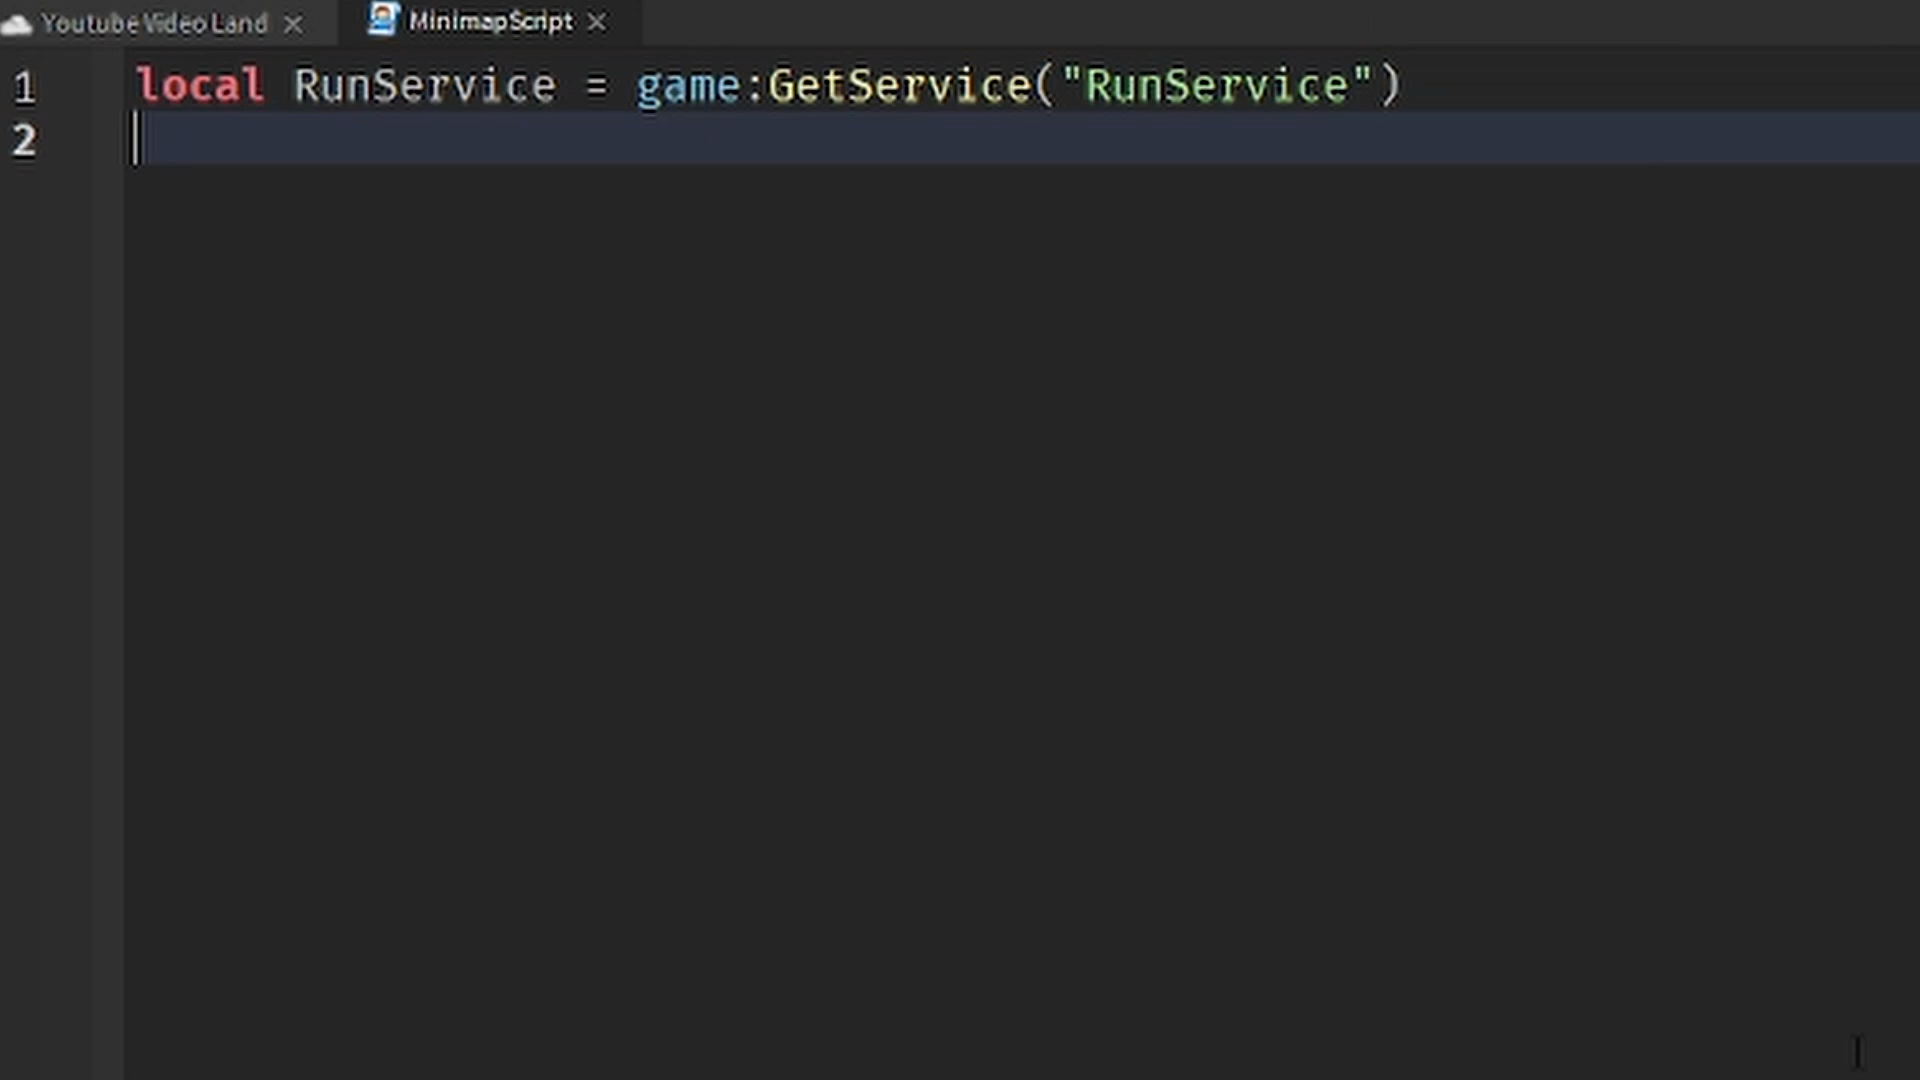 Youtube Video Land
MinimapScript
1 local RunService = game:GetService("RunService")
2